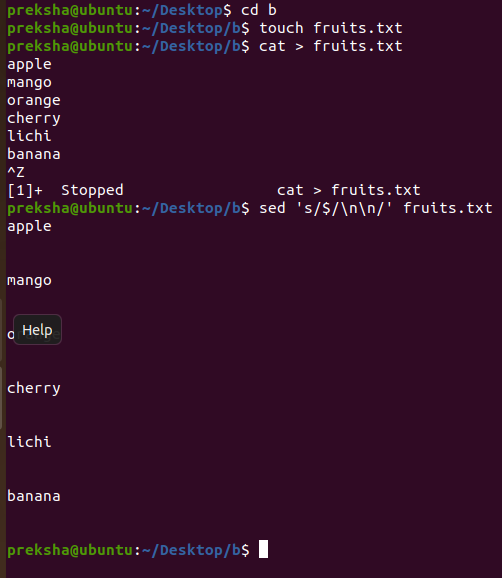 preksha@ubuntu:~/Desktop$ cd b
preksha@ubuntu:~/Desktop/b$ touch fruits.txt
preksha@ubuntu:~/Desktop/b$ cat > fruits.txt
apple
mango
orange
cherry
lichi
banana
^Z
[1]+  Stopped                 cat > fruits.txt
preksha@ubuntu:~/Desktop/b$ sed 's/$/\n\n/' fruits.txt
apple
mango
orange
Help
cherry
lichi
banana
preksha@ubuntu:~/Desktop/b$